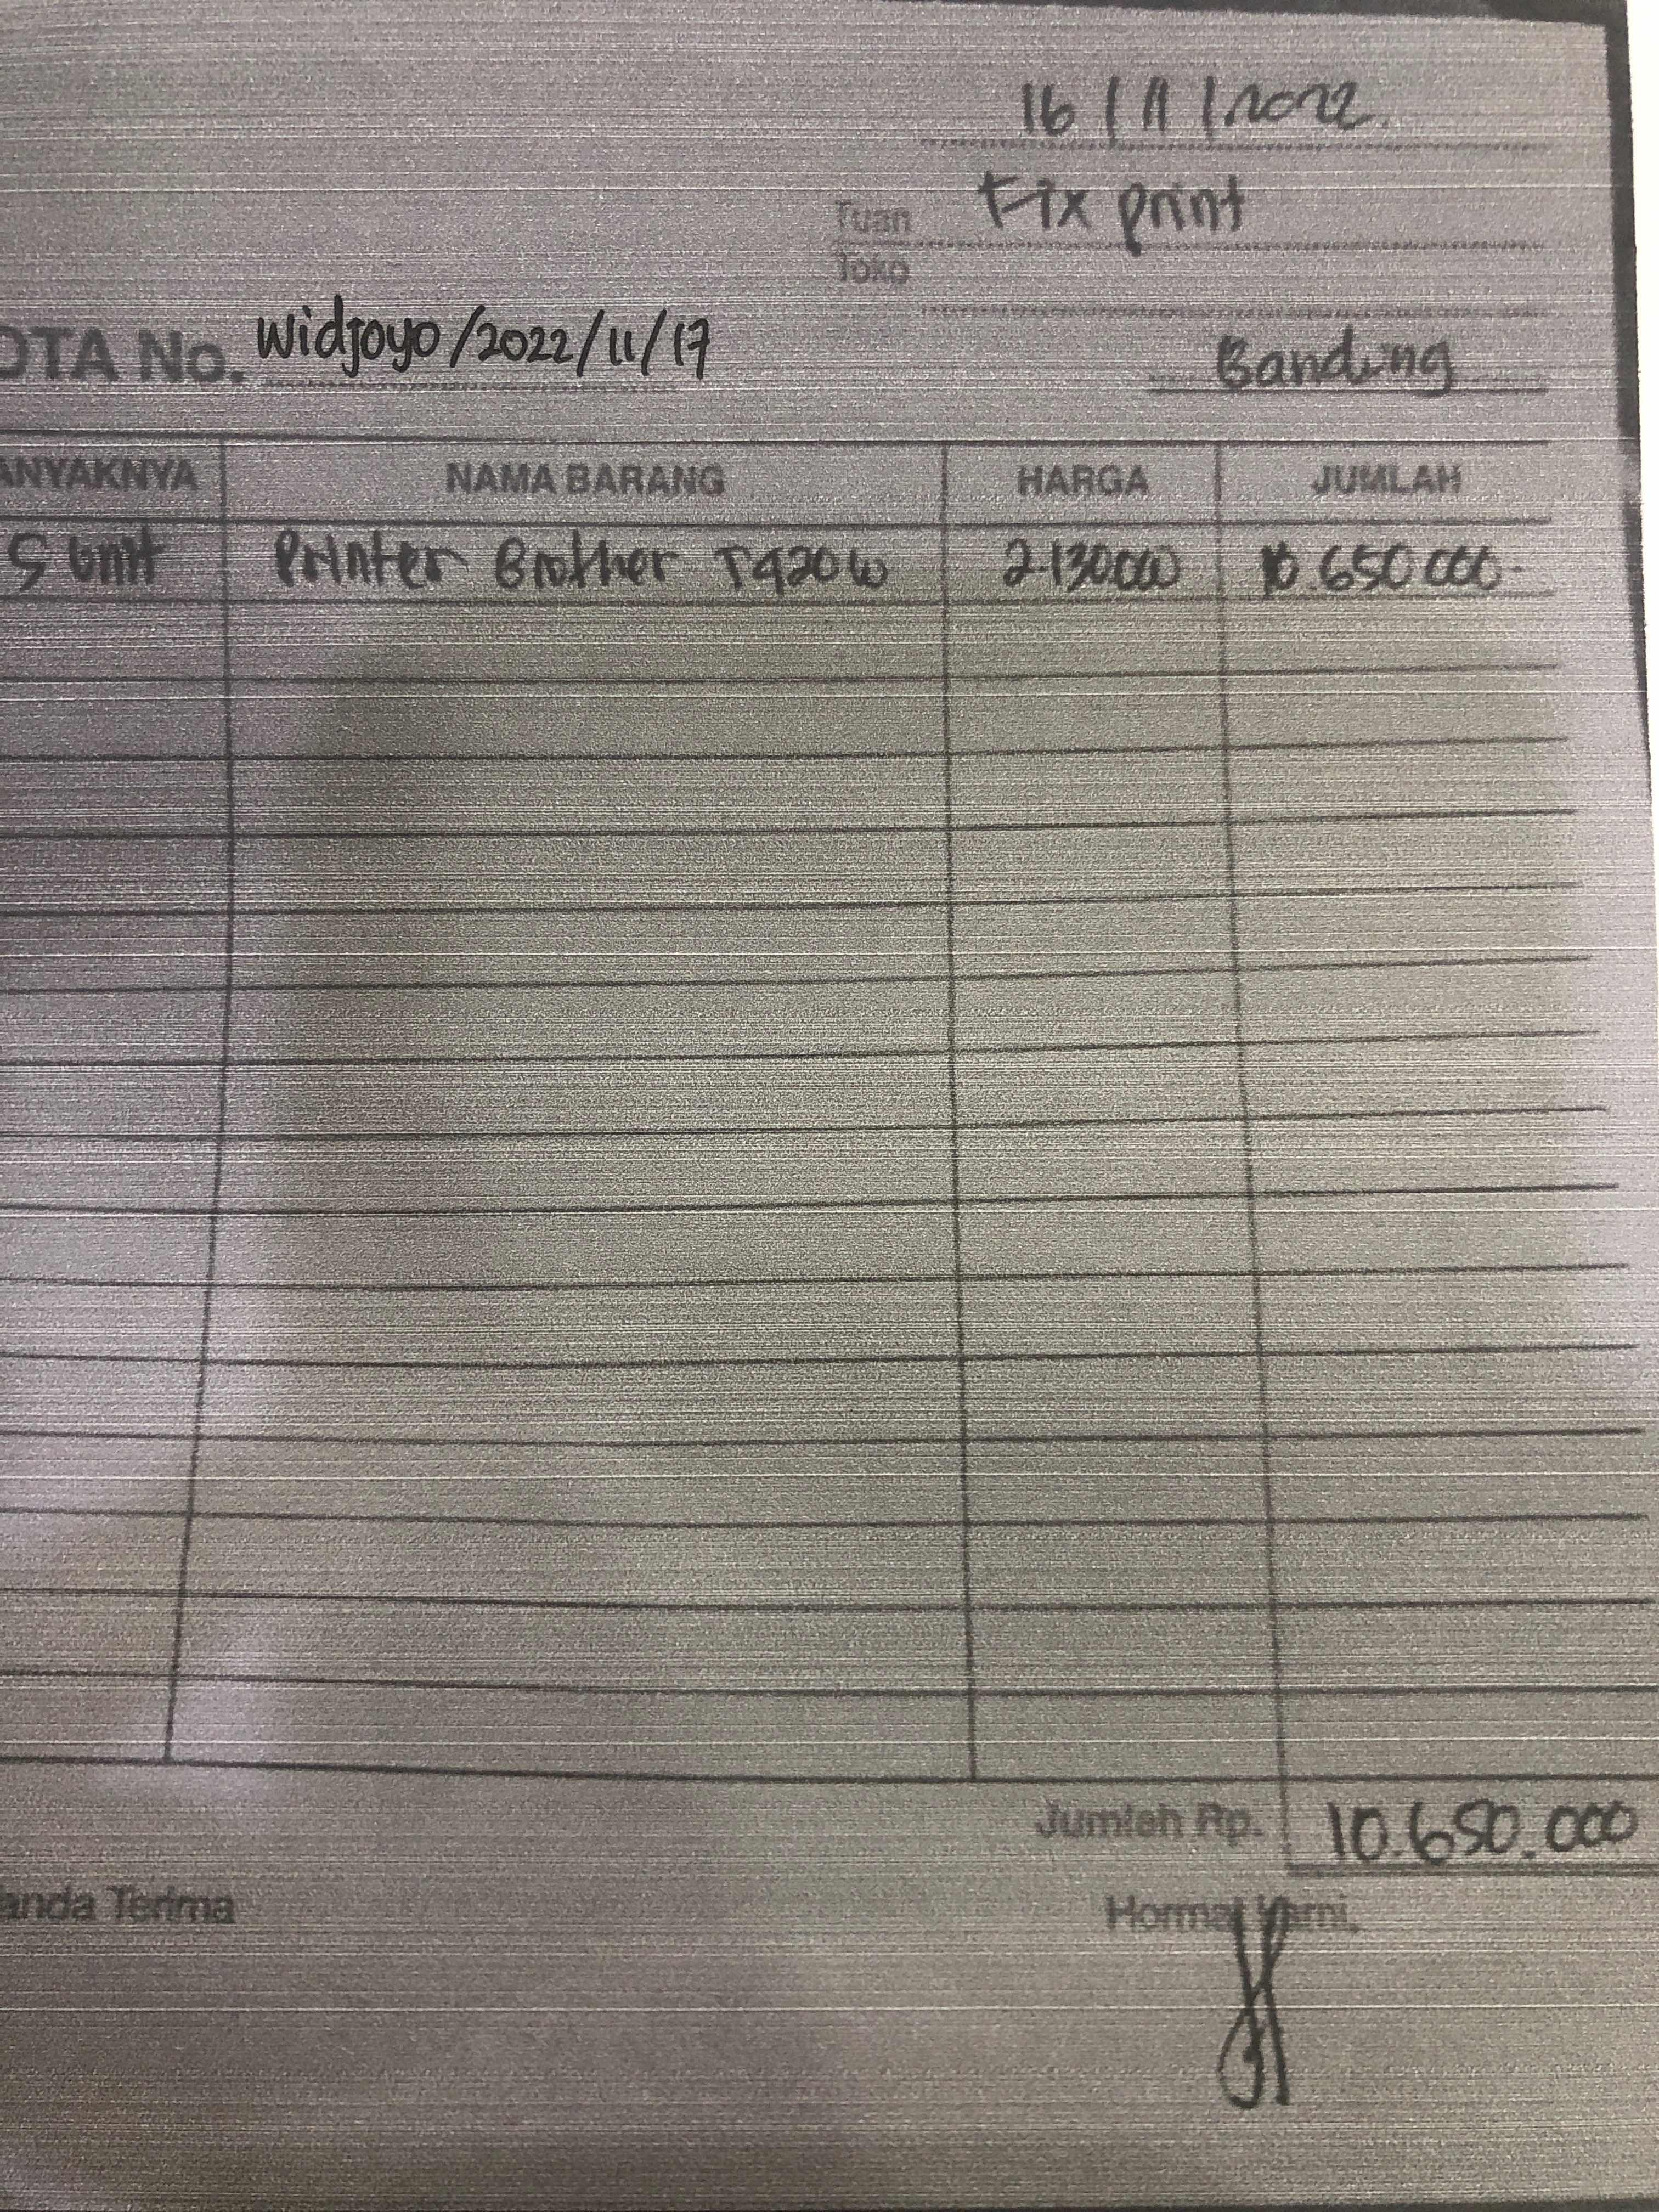 16/11/2022.
Tuan Fix print
Toko
OTA No. Widjoyo/2022/11/17
Bandung
ANYAKNYA NAMA BARANG HARGA JUMLAH
5 unit Printer Brother T920W 2.130.000 10.650.000
Jumlah Rp. 10.650.000
anda Terima Hormat Kami,